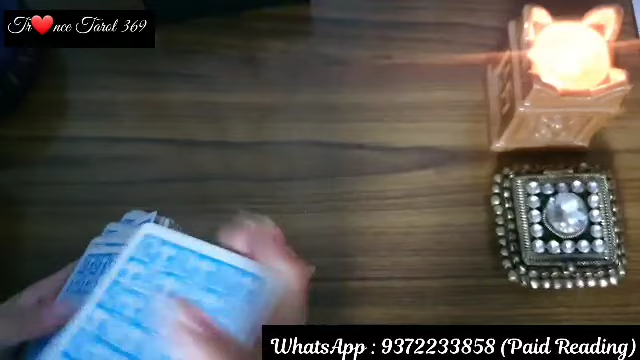 Tr❤️nce Tarot 369
WhatsApp : 9372233858 (Paid Reading)